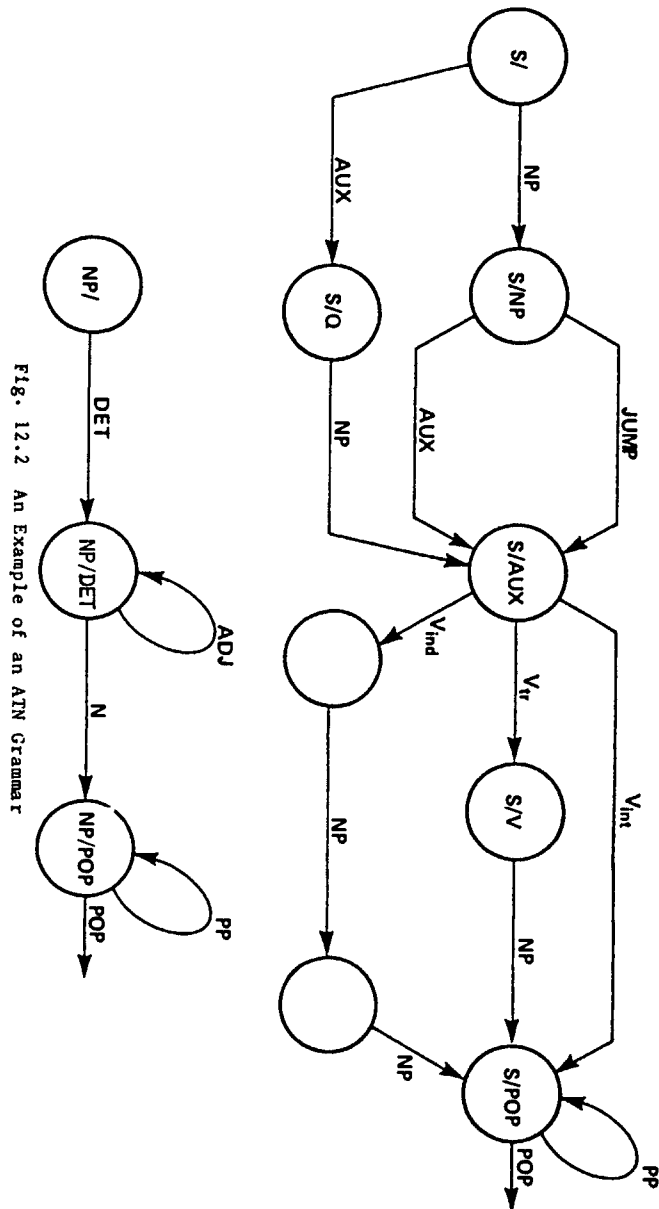 S/
NP
S/NP
JUMP
AUX
AUX
S/Q
NP
S/AUX
V_int
V_tr
S/V
NP
V_ind
NP
NP
S/POP
PP
POP
NP/
DET
NP/DET
ADJ
N
NP/POP
PP
POP
Fig. 12.2 An Example of an ATN Grammar